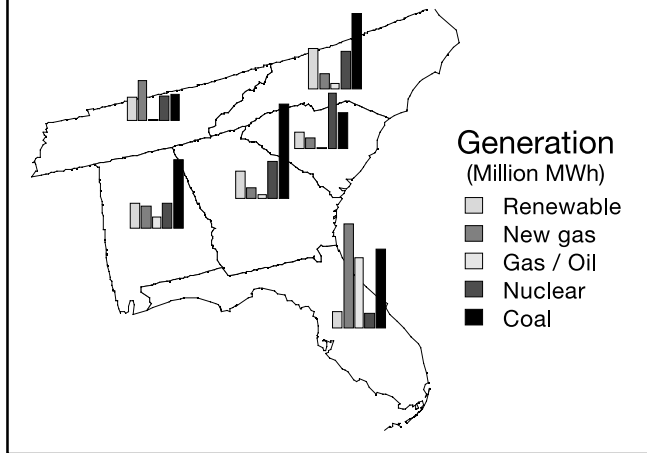 Generation
(Million MWh)
Renewable
New gas
Gas / Oil
Nuclear
Coal